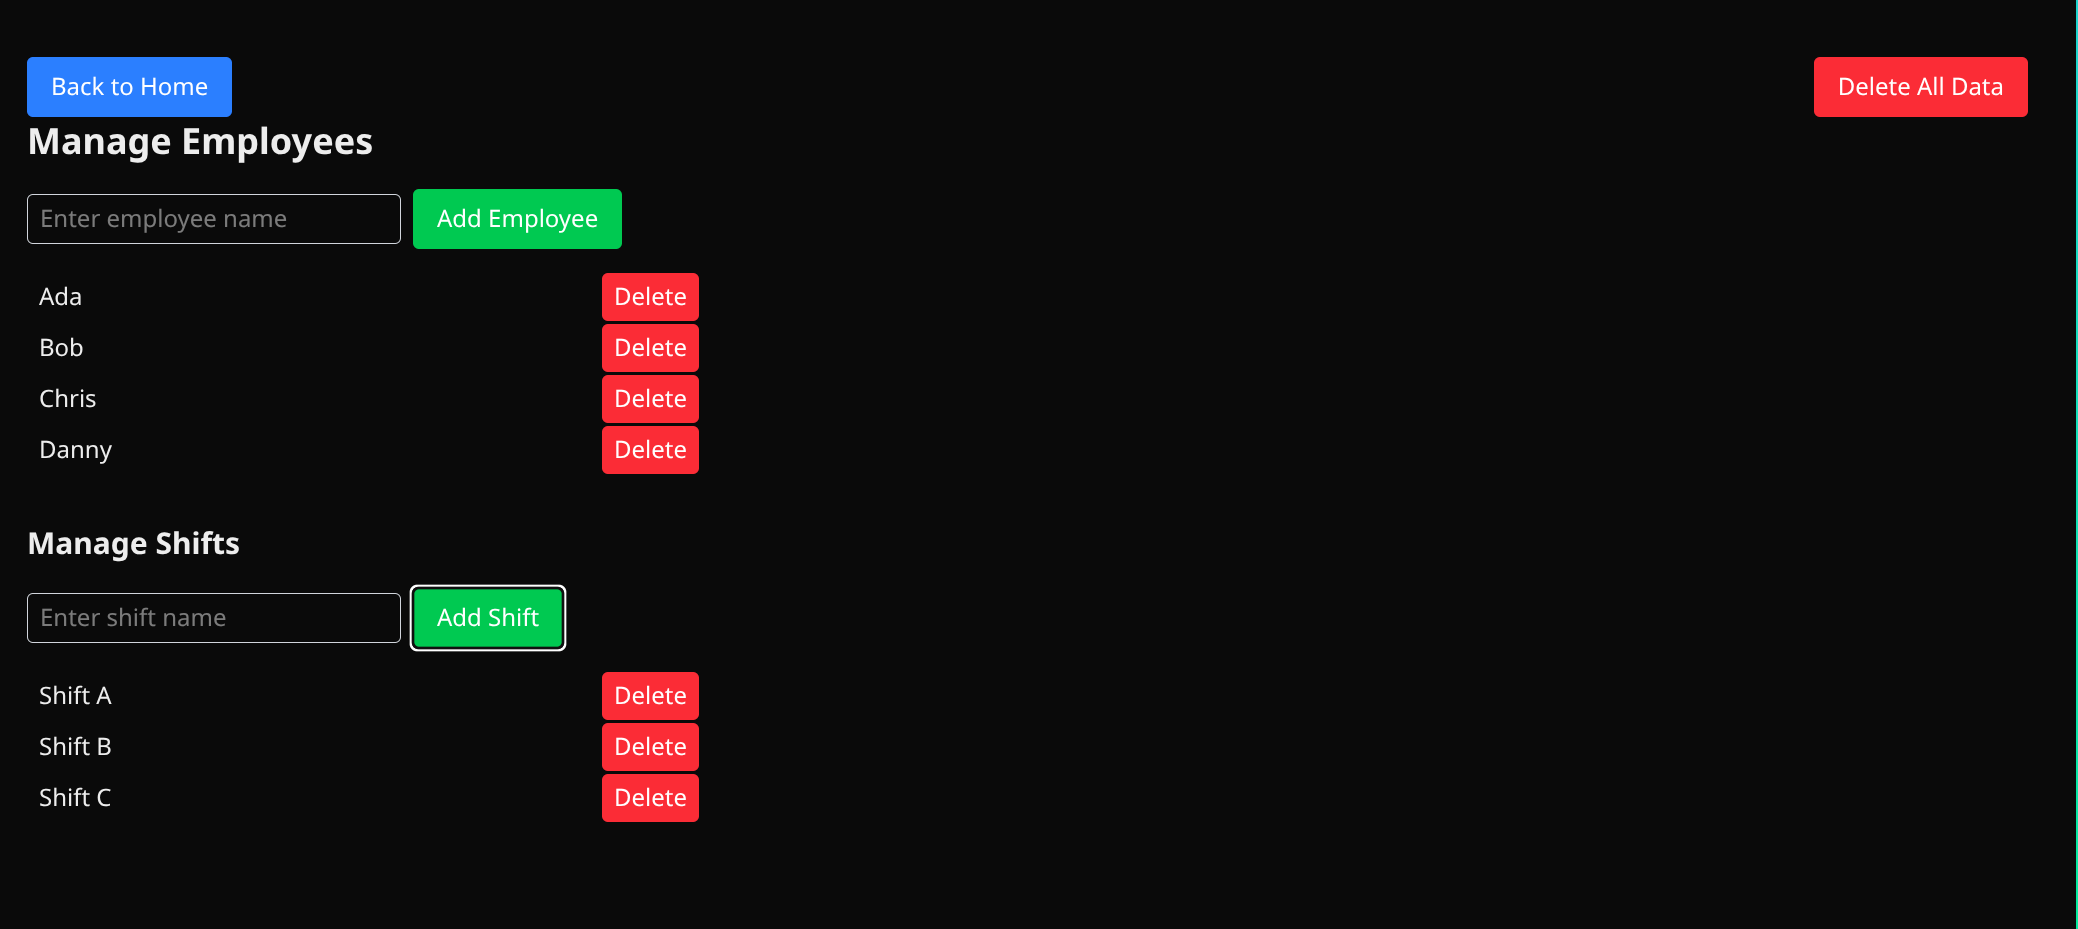 Back to Home Delete All Data
Manage Employees
Enter employee name Add Employee
Ada Delete
Bob Delete
Chris Delete
Danny Delete
Manage Shifts
Enter shift name Add Shift
Shift A Delete
Shift B Delete
Shift C Delete